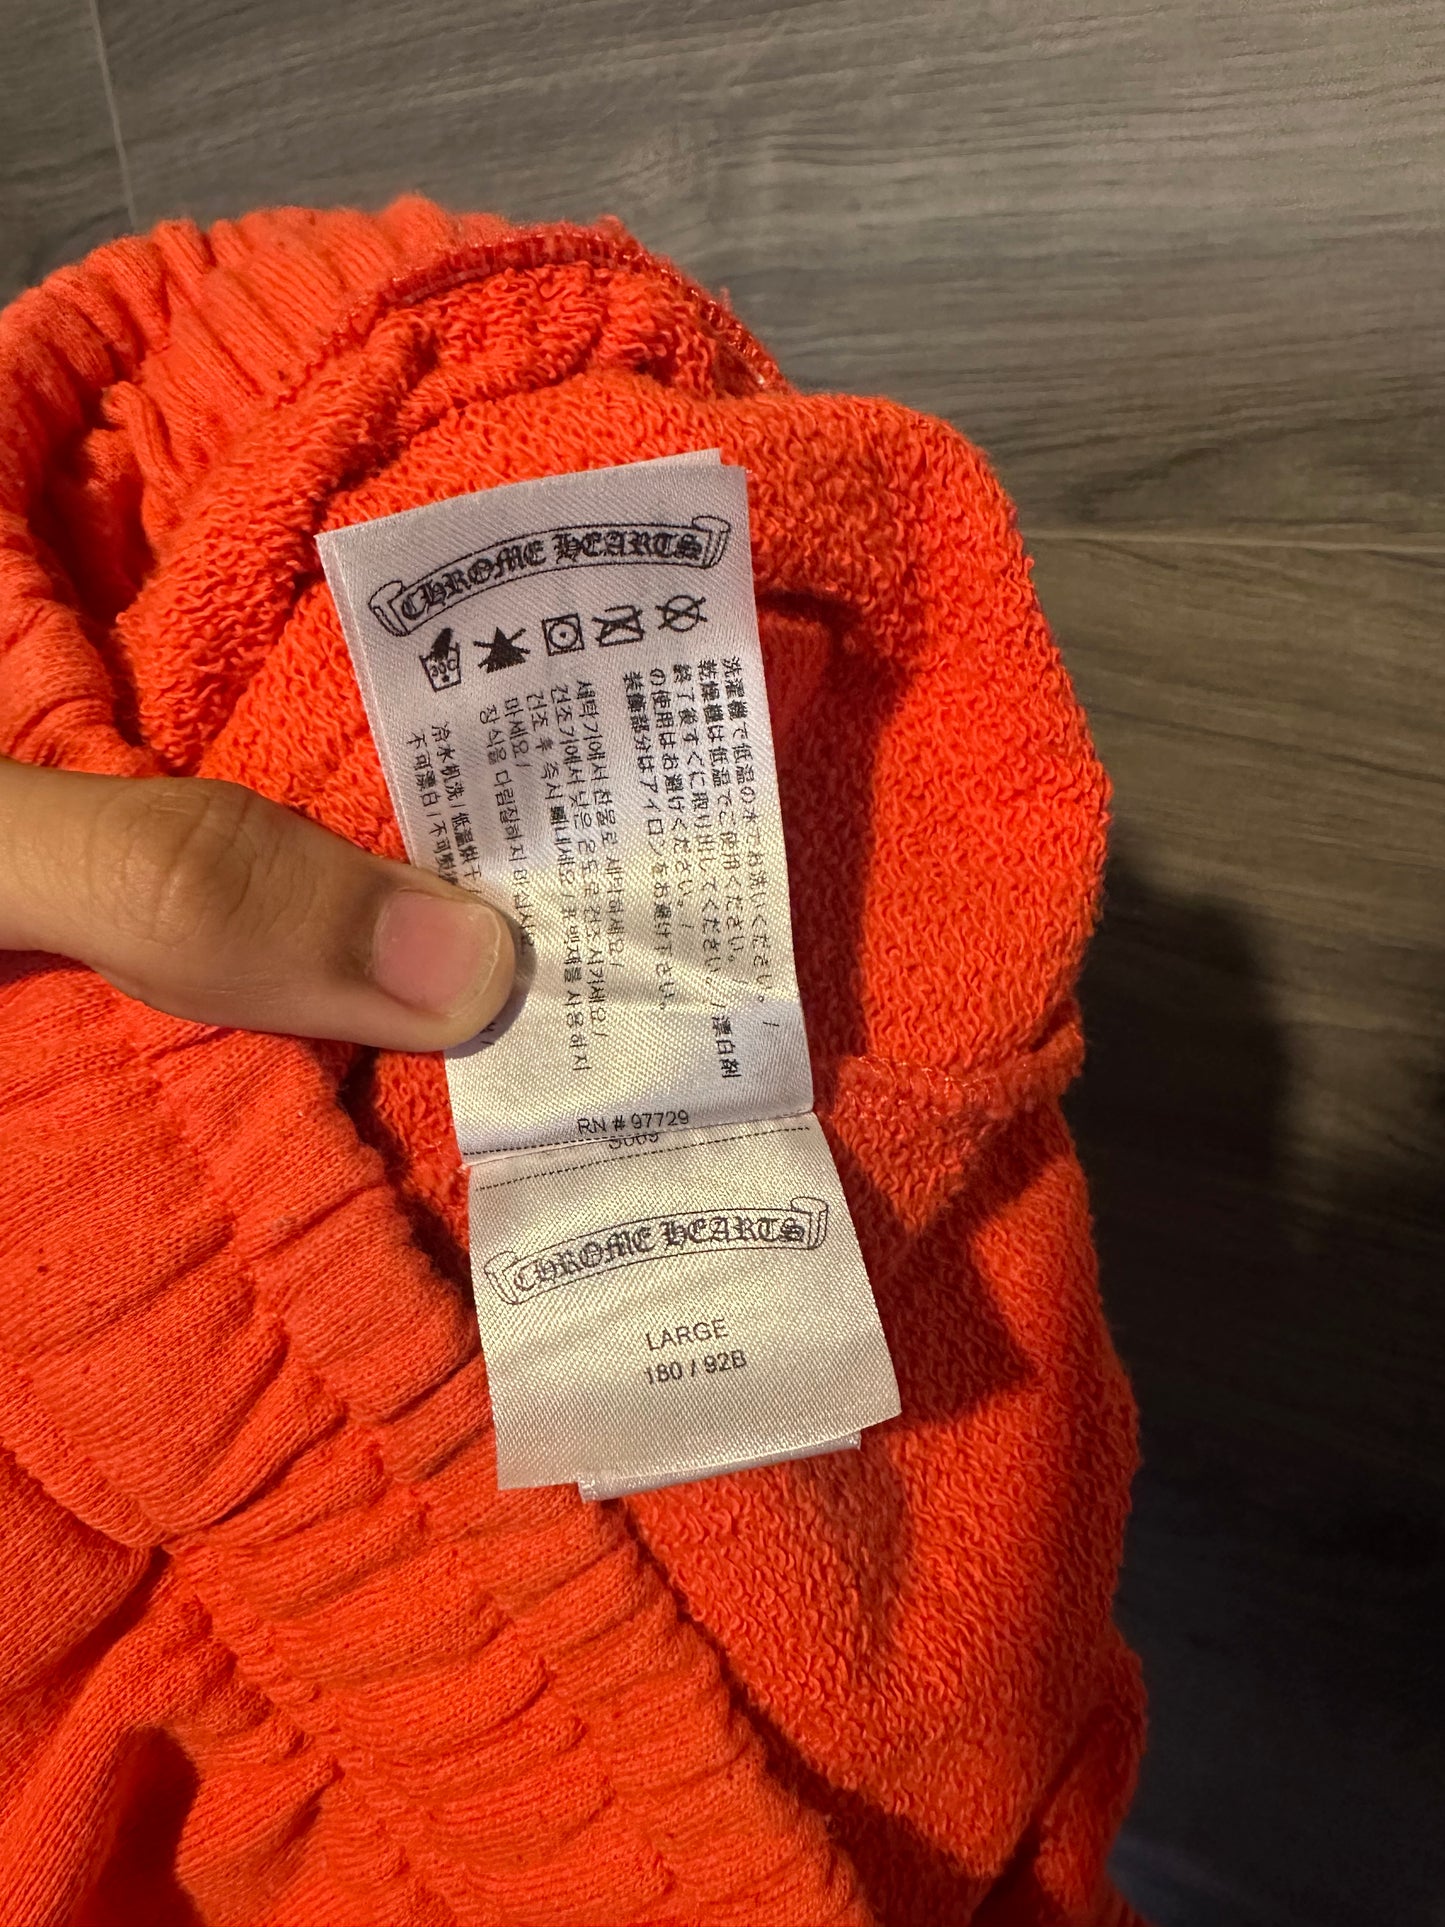 CHROME HEARTS
洗濯機で低温の水でお洗いください。/
乾燥機は低温でご使用ください。/
終了後すぐに取り出してください。/漂白剤
の使用はお避けください。/
装飾部分はアイロンをお避け下さい。
세탁기에서 찬물로 세탁하세요/
건조기에서 낮은 온도로 건조시키세요/
건조 후 즉시 빼내세요/표백제를 사용하지
마세요/
장식을 다림질하지 마십시오
冷水机洗/低温烘干
不可漂白/不可熨
RN # 97729
CHROME HEARTS
LARGE
180 / 92B